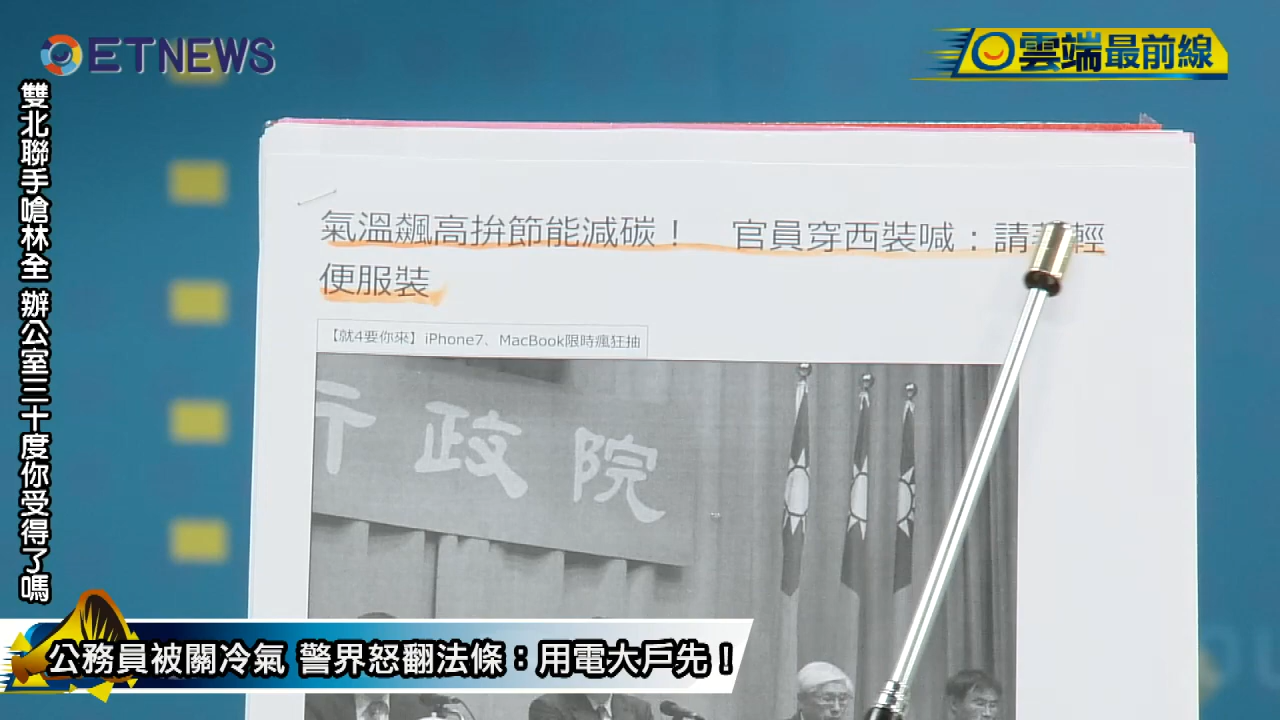 ETNEWS
雲端最前線
雙北聯手嗆林全 辦公室三十度你受得了嗎
氣溫飆高拚節能減碳！ 官員穿西裝喊：請 輕
便服裝
【就4要你來】iPhone7、MacBook限時瘋狂抽
行政院
公務員被關冷氣 警界怒翻法條：用電大戶先！